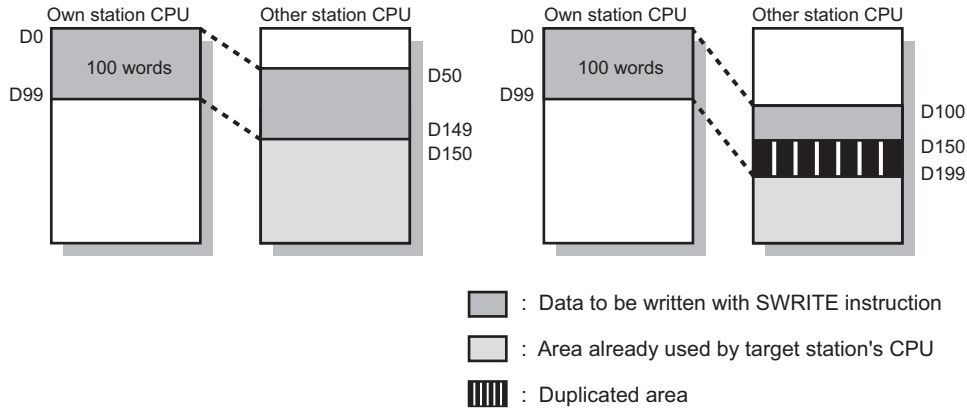 Own station CPU
Other station CPU
D0
100 words
D50
D99
D149
D150
Own station CPU
Other station CPU
D0
100 words
D99
D100
D150
D199
: Data to be written with SWRITE instruction
: Area already used by target station's CPU
: Duplicated area